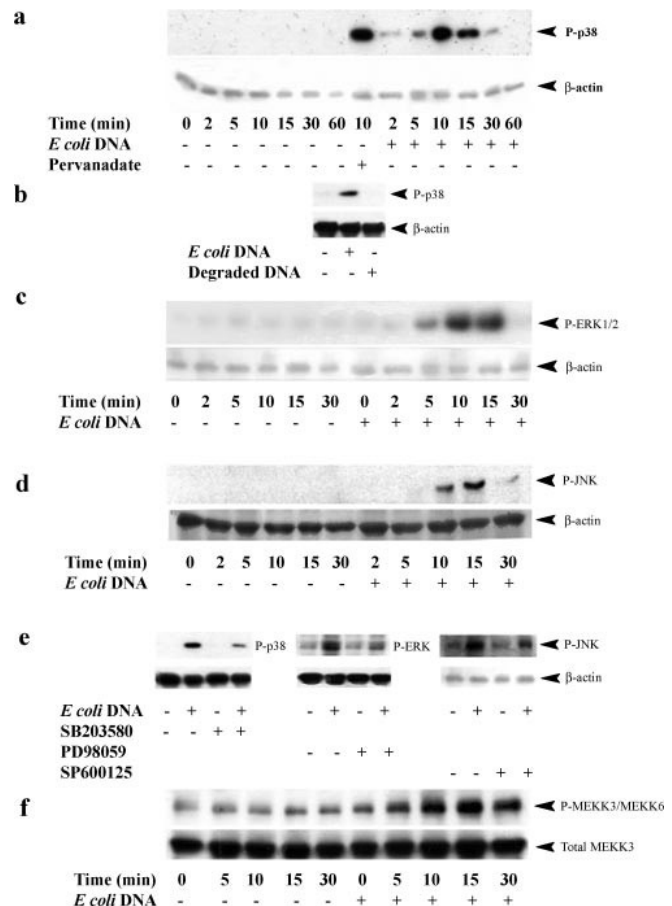 a
P-p38
β-actin
Time (min) 0 2 5 10 15 30 60 10 2 5 10 15 30 60
E coli DNA - - - - - - - - + + + + + +
Pervanadate - - - - - - - + - - - - - -
b
P-p38
β-actin
E coli DNA - + -
Degraded DNA - - +
c
P-ERK1/2
β-actin
Time (min) 0 2 5 10 15 30 0 2 5 10 15 30
E coli DNA - - - - - - + + + + + +
d
P-JNK
β-actin
Time (min) 0 2 5 10 15 30 2 5 10 15 30
E coli DNA - - - - - - + + + + +
e
P-p38 P-ERK P-JNK
β-actin
E coli DNA - + - + - + - + - + - +
SB203580 - - + +
PD98059 - - + +
SP600125 - - + +
f
P-MEKK3/MEKK6
Total MEKK3
Time (min) 0 5 10 15 30 0 5 10 15 30
E coli DNA - - - - - + + + + +